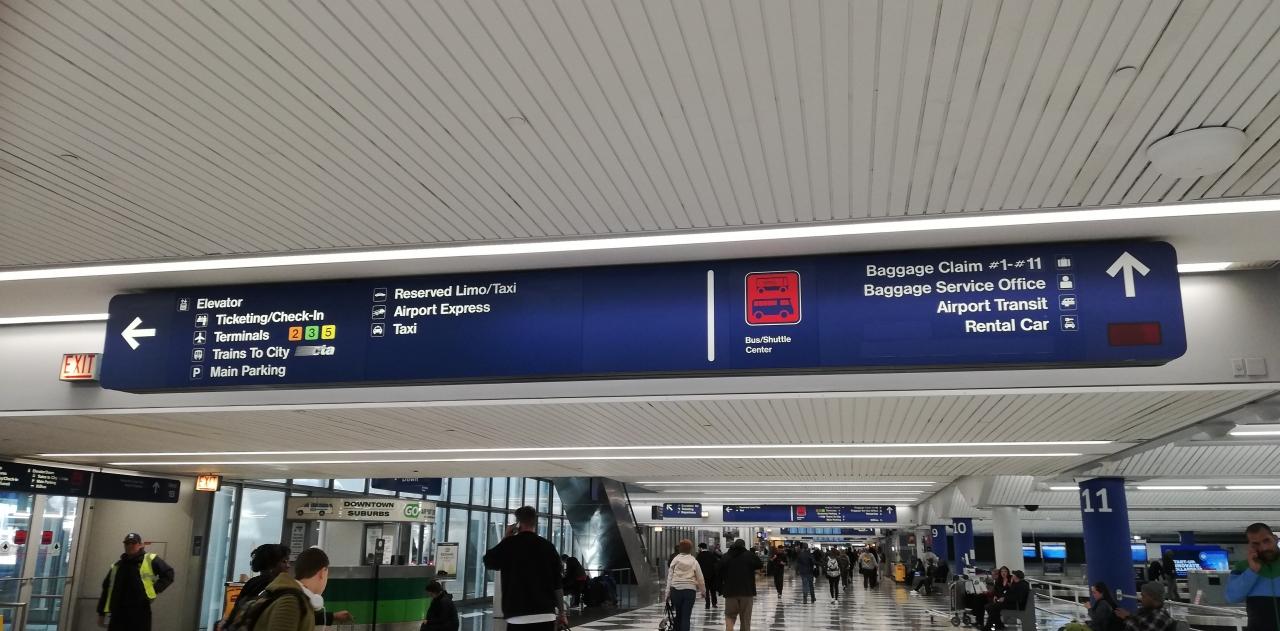 Elevator
Ticketing/Check-In
Terminals 2 3 5
Trains To City cta
P Main Parking
Reserved Limo/Taxi
Airport Express
Taxi
Bus/Shuttle
Center
Baggage Claim #1-#11
Baggage Service Office
Airport Transit
Rental Car
EXIT
EXIT
DOWNTOWN
SUBURBS
GO
11
10
9